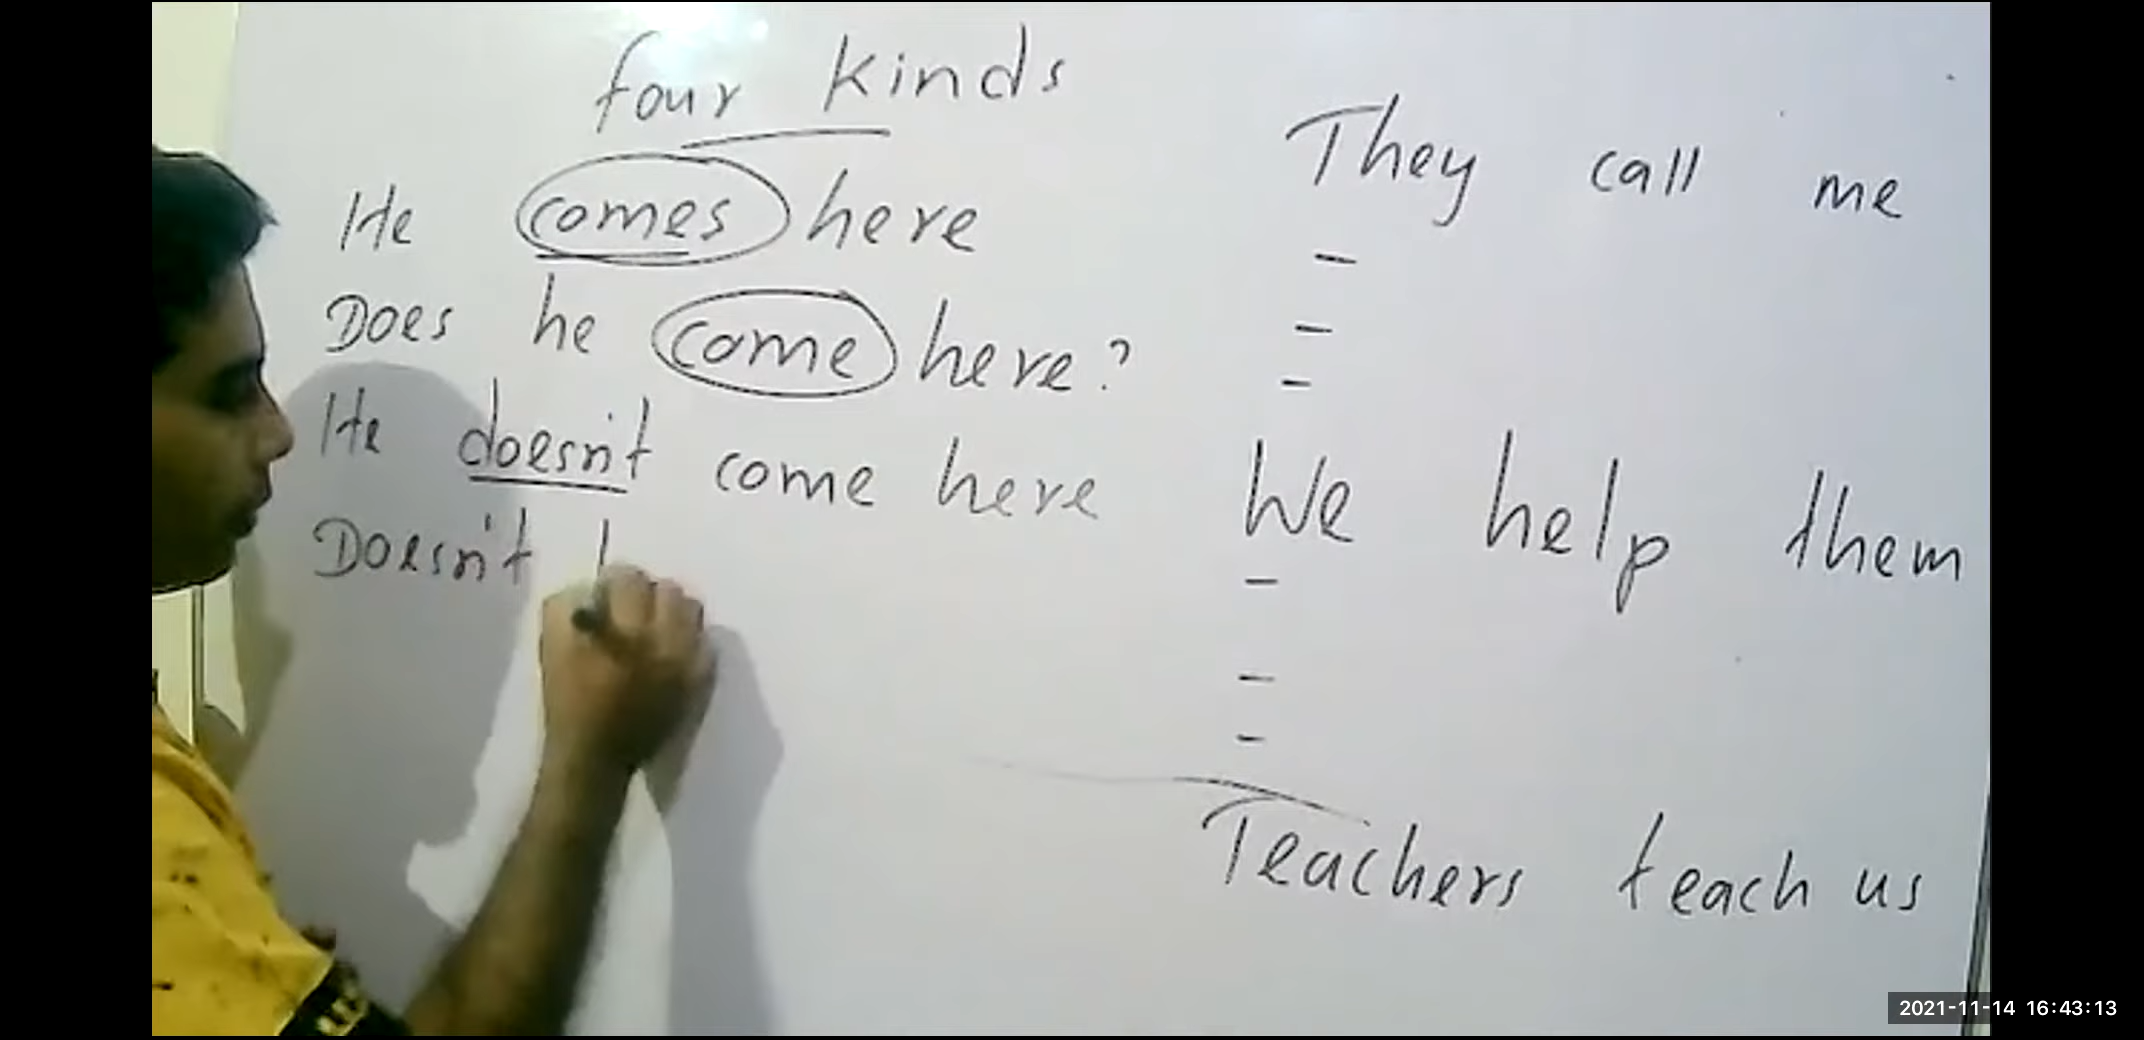 four kinds
He comes here
Does he come here?
He doesn't come here
Doesn't
They call me
-
-
-
We help them
-
-
-
Teachers teach us
2021-11-14 16:43:13